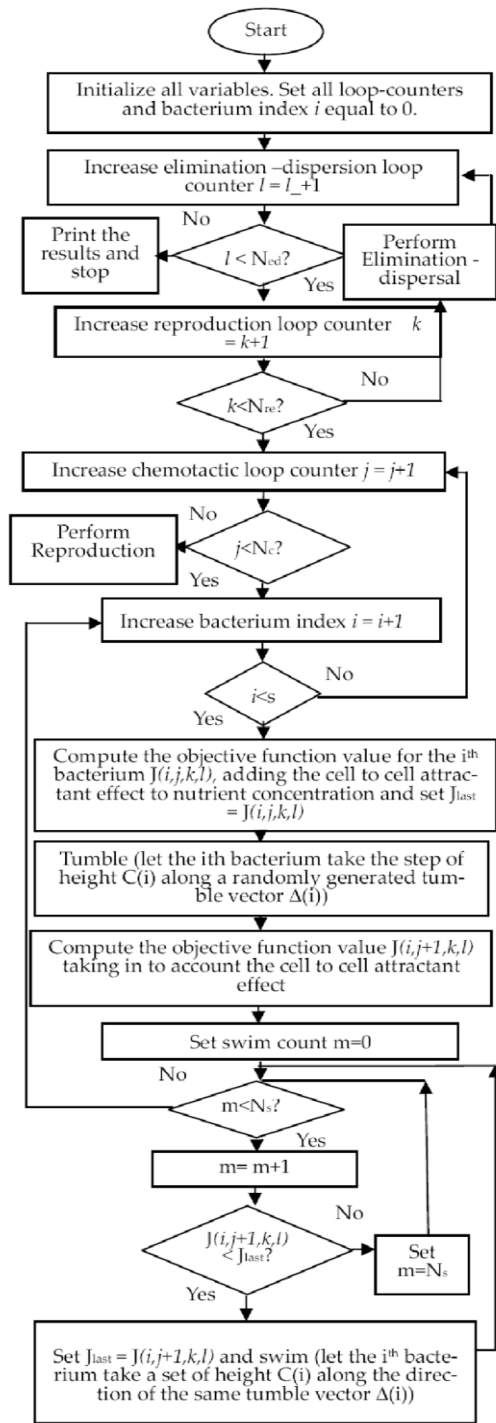 Start
Initialize all variables. Set all loop-counters
and bacterium index i equal to 0.
Increase elimination –dispersion loop
counter l = l_+1
No
Print the
results and
stop
l < Ned?
Yes
Perform
Elimination -
dispersal
Increase reproduction loop counter k
= k+1
No
k<Nre?
Yes
Increase chemotactic loop counter j = j+1
No
Perform
Reproduction
j<Nc?
Yes
Increase bacterium index i = i+1
No
i<s
Yes
Compute the objective function value for the ith
bacterium J(i,j,k,l), adding the cell to cell attrac-
tant effect to nutrient concentration and set Jlast
= J(i,j,k,l)
Tumble (let the ith bacterium take the step of
height C(i) along a randomly generated tum-
ble vector Δ(i))
Compute the objective function value J(i,j+1,k,l)
taking in to account the cell to cell attractant
effect
Set swim count m=0
No
m<Ns?
Yes
m= m+1
No
J(i,j+1,k,l)
< Jlast?
Set
m=Ns
Yes
Set Jlast = J(i,j+1,k,l) and swim (let the ith bacte-
rium take a set of height C(i) along the direc-
tion of the same tumble vector Δ(i))